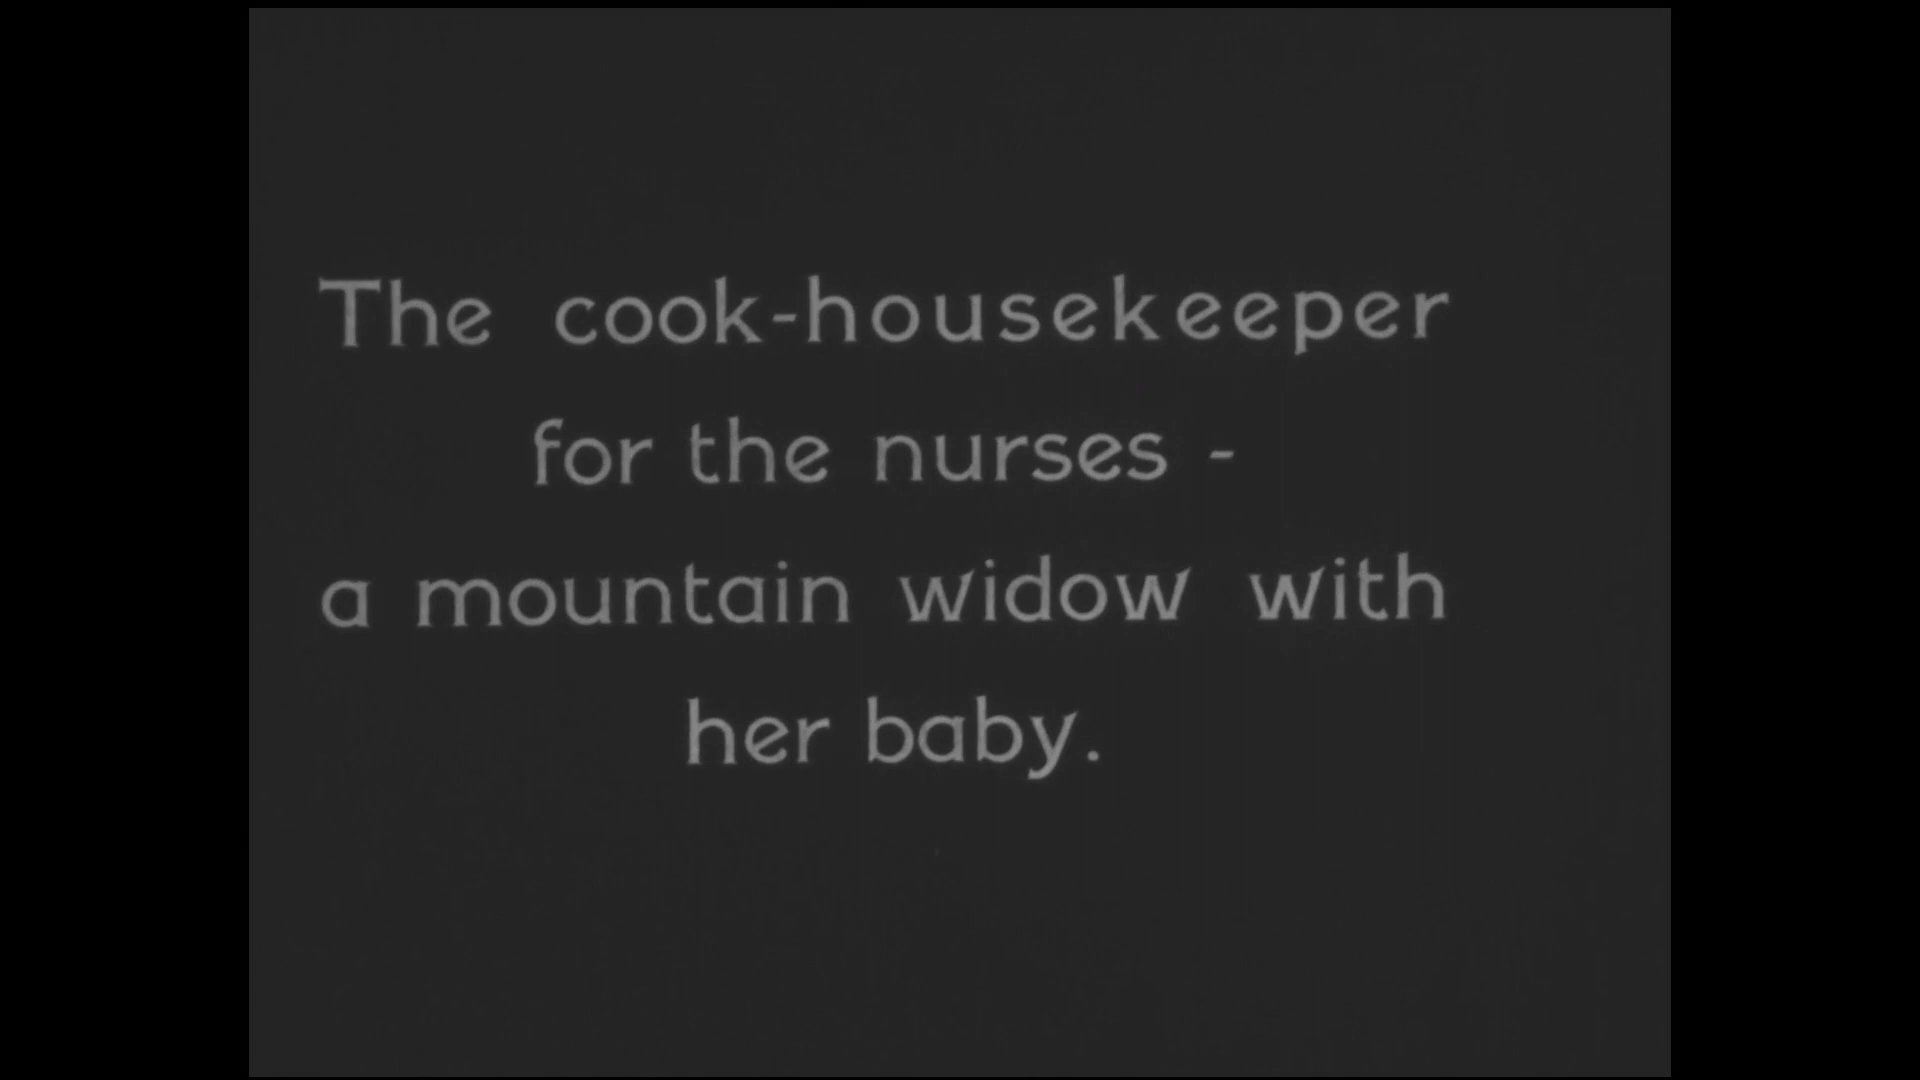 The cook-housekeeper
for the nurses -
a mountain widow with
her baby.